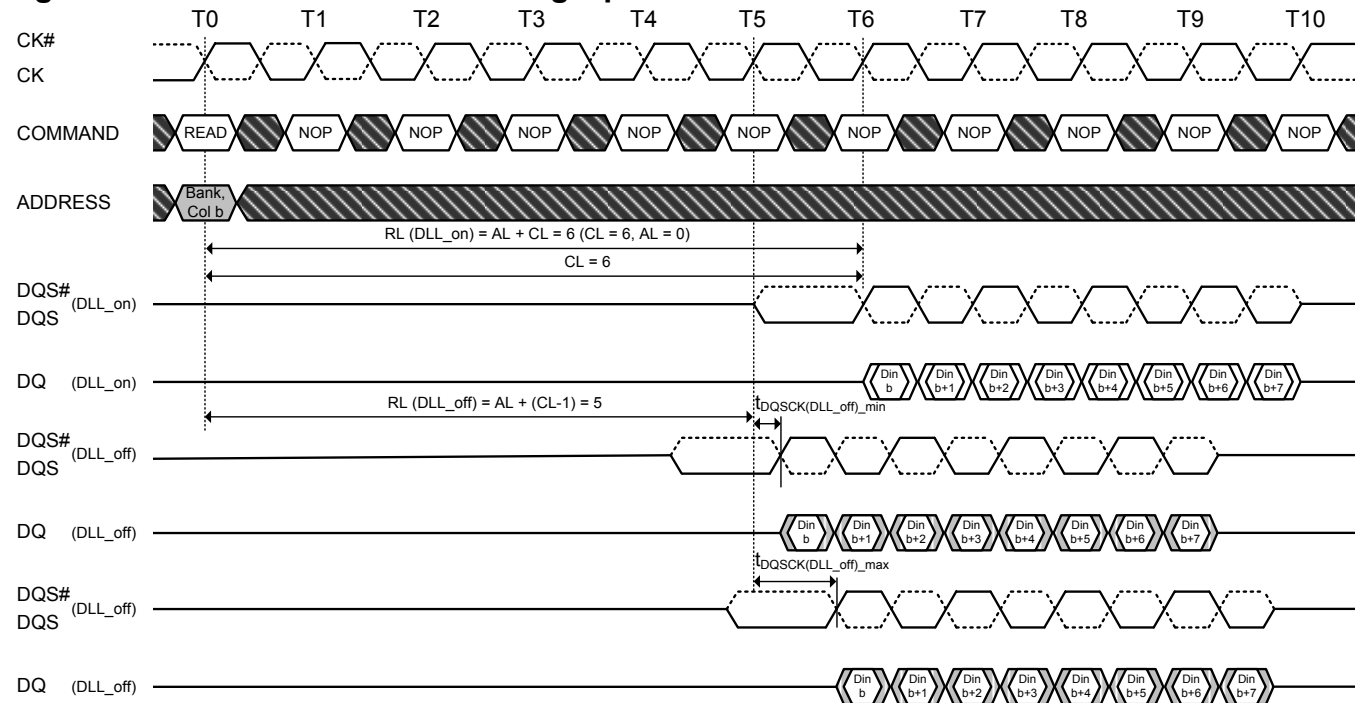 T0 T1 T2 T3 T4 T5 T6 T7 T8 T9 T10
CK#
CK
COMMAND READ NOP NOP NOP NOP NOP NOP NOP NOP NOP NOP
ADDRESS Bank, Col b
RL (DLL_on) = AL + CL = 6 (CL = 6, AL = 0)
CL = 6
DQS# (DLL_on)
DQS
DQ (DLL_on) Din b Din b+1 Din b+2 Din b+3 Din b+4 Din b+5 Din b+6 Din b+7
RL (DLL_off) = AL + (CL-1) = 5 tDQSCK(DLL_off)_min
DQS# (DLL_off)
DQS
DQ (DLL_off) Din b Din b+1 Din b+2 Din b+3 Din b+4 Din b+5 Din b+6 Din b+7
tDQSCK(DLL_off)_max
DQS# (DLL_off)
DQS
DQ (DLL_off) Din b Din b+1 Din b+2 Din b+3 Din b+4 Din b+5 Din b+6 Din b+7